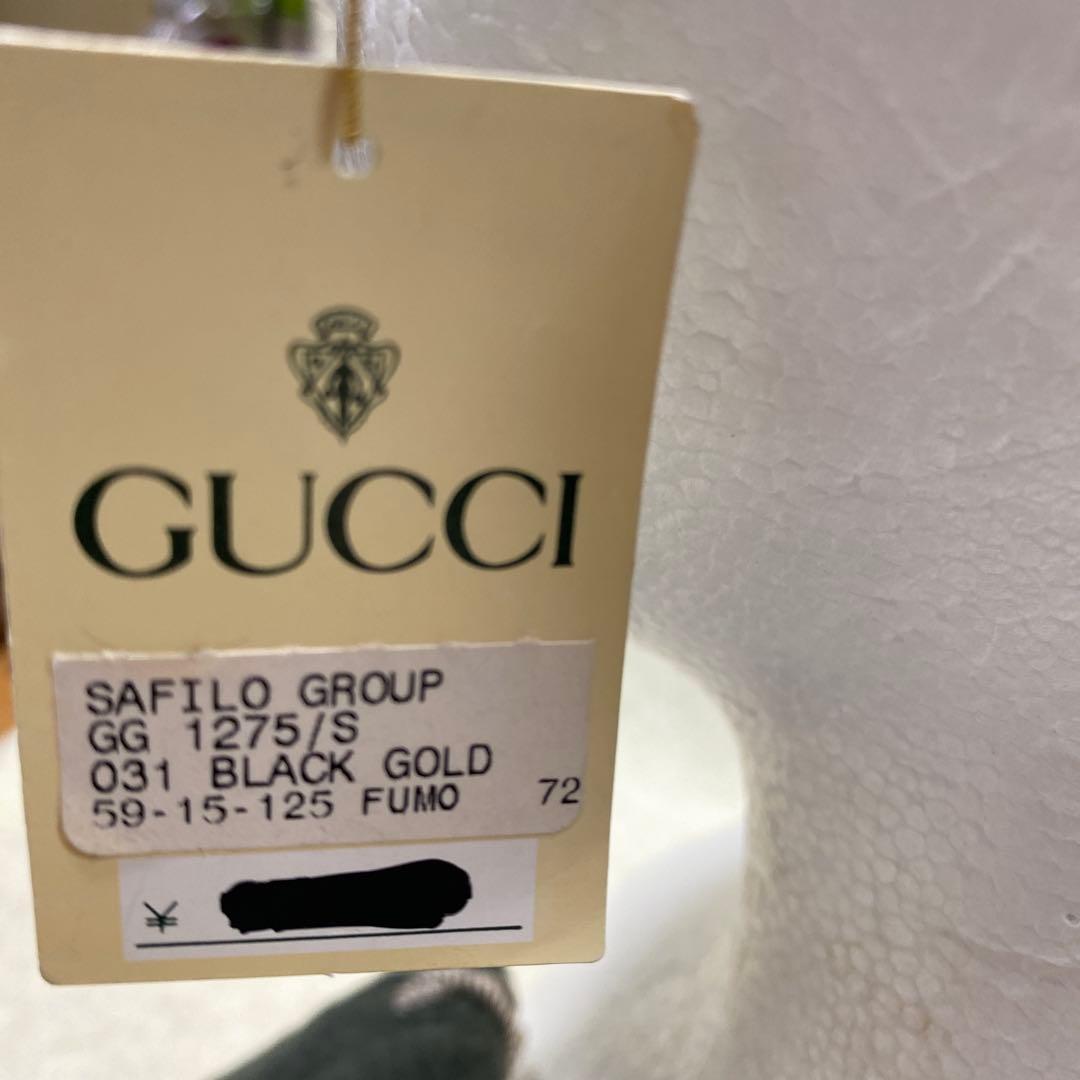 GUCCI
SAFILO GROUP
GG 1275/S
031 BLACK GOLD
59-15-125 FUMO 72
¥